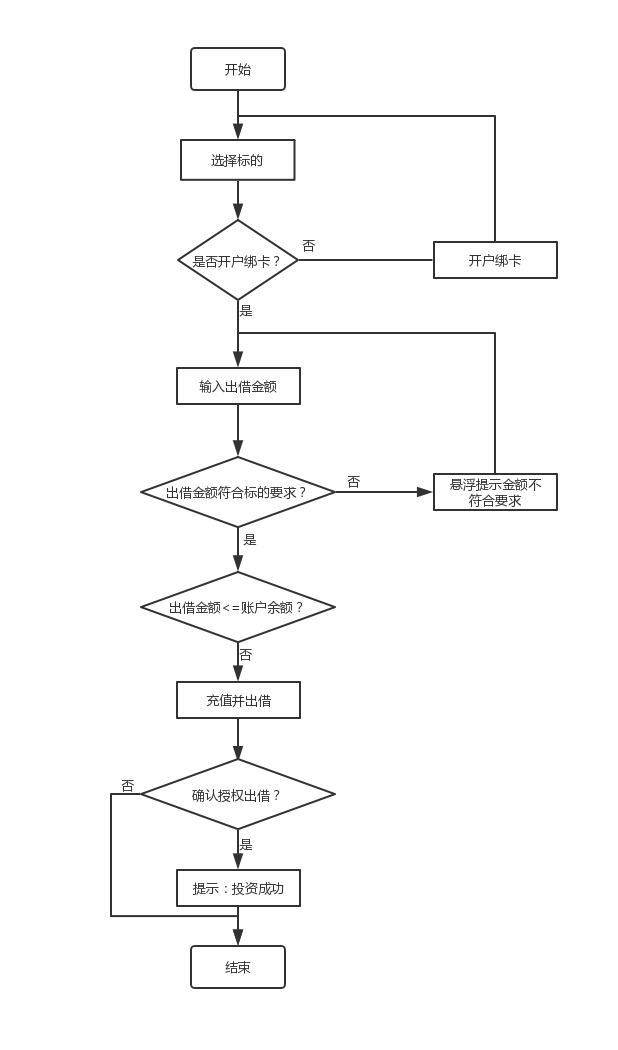 开始
选择标的
是否开户绑卡？
否
开户绑卡
是
输入出借金额
出借金额符合标的要求？
否
悬浮提示金额不
符合要求
是
出借金额<=账户余额？
否
充值并出借
否
确认授权出借？
是
提示：投资成功
结束